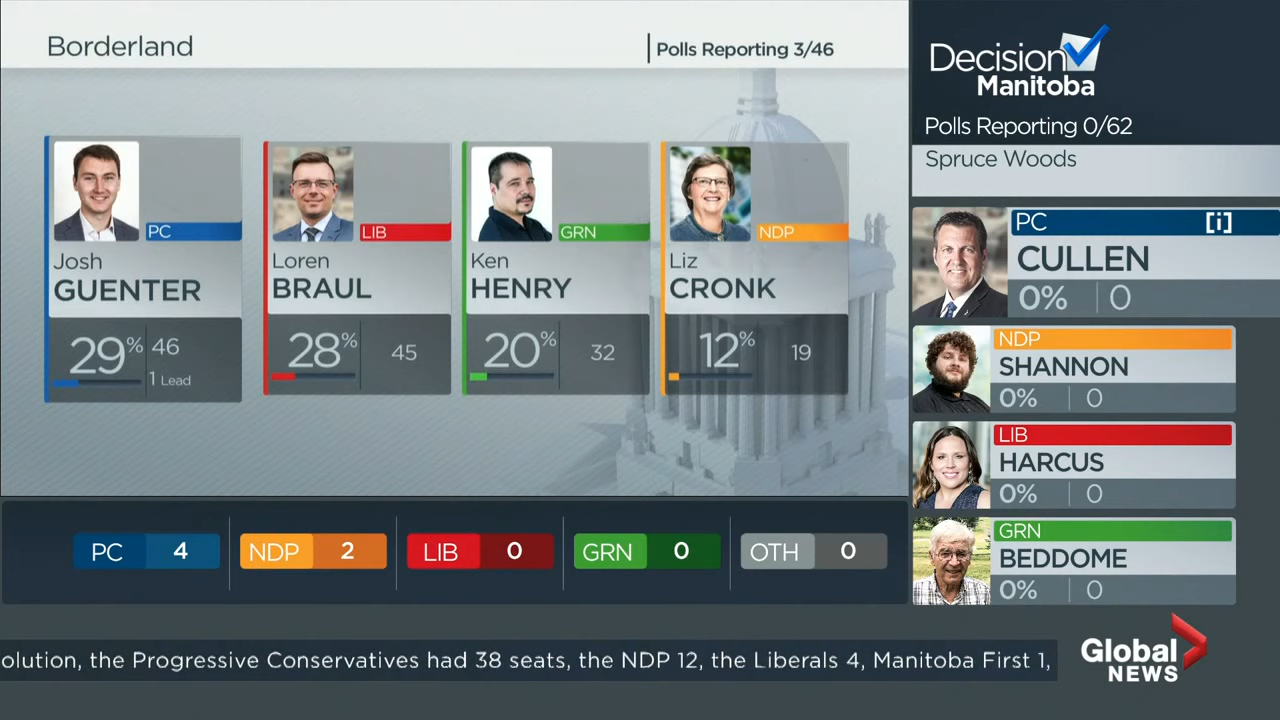 Borderland
Polls Reporting 3/46
PC
Josh
GUENTER
29%
46
1 Lead
LIB
Loren
BRAUL
28%
45
GRN
Ken
HENRY
20%
32
NDP
Liz
CRONK
12%
19
Decision
Manitoba
Polls Reporting 0/62
Spruce Woods
PC [i]
CULLEN
0% 0
NDP
SHANNON
0% 0
LIB
HARCUS
0% 0
GRN
BEDDOME
0% 0
PC 4 NDP 2 LIB 0 GRN 0 OTH 0
olution, the Progressive Conservatives had 38 seats, the NDP 12, the Liberals 4, Manitoba First 1,
Global
NEWS